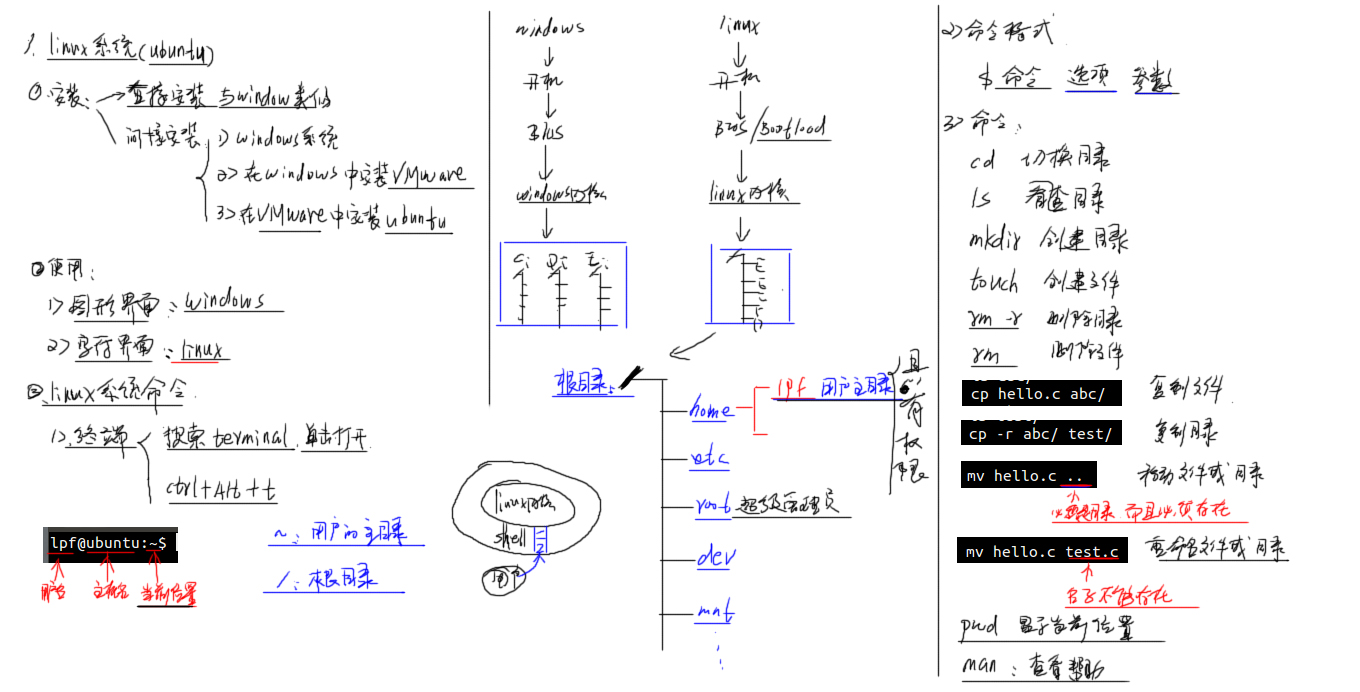 1. linux系统(ubuntu)
① 安装: 直接安装 与window类似
间接安装 1) windows系统
2> 在windows中安装VMware
3> 在VMware中安装ubuntu
②使用:
1) 图形界面: windows
2) 字符界面: linux
③ linux系统命令
1>. 终端 搜索terminal, 单击打开
ctrl+Alt+t
lpf@ubuntu:~$
用户名 主机名 当前位置
~: 用户的主目录
/: 根目录
windows
开机
BIOS
windows内核
C: D: E:
linux
开机
BIOS/Bootload
linux内核
/
根目录: /
home
lpf 用户主目录
具有权限
etc
root 超级管理员
dev
mnt
linux内核
shell
用户
2> 命令格式
$ 命令 选项 参数
3> 命令:
cd 切换目录
ls 查看目录
mkdir 创建目录
touch 创建文件
rm -r 删除目录
rm 删除文件
cp hello.c abc/ 复制文件
cp -r abc/ test/ 复制目录
mv hello.c .. 移动文件或目录
必须是目录 而且必须存在
mv hello.c test.c 重命名文件或目录
名字不能存在
pwd 显示当前位置
man: 查看帮助